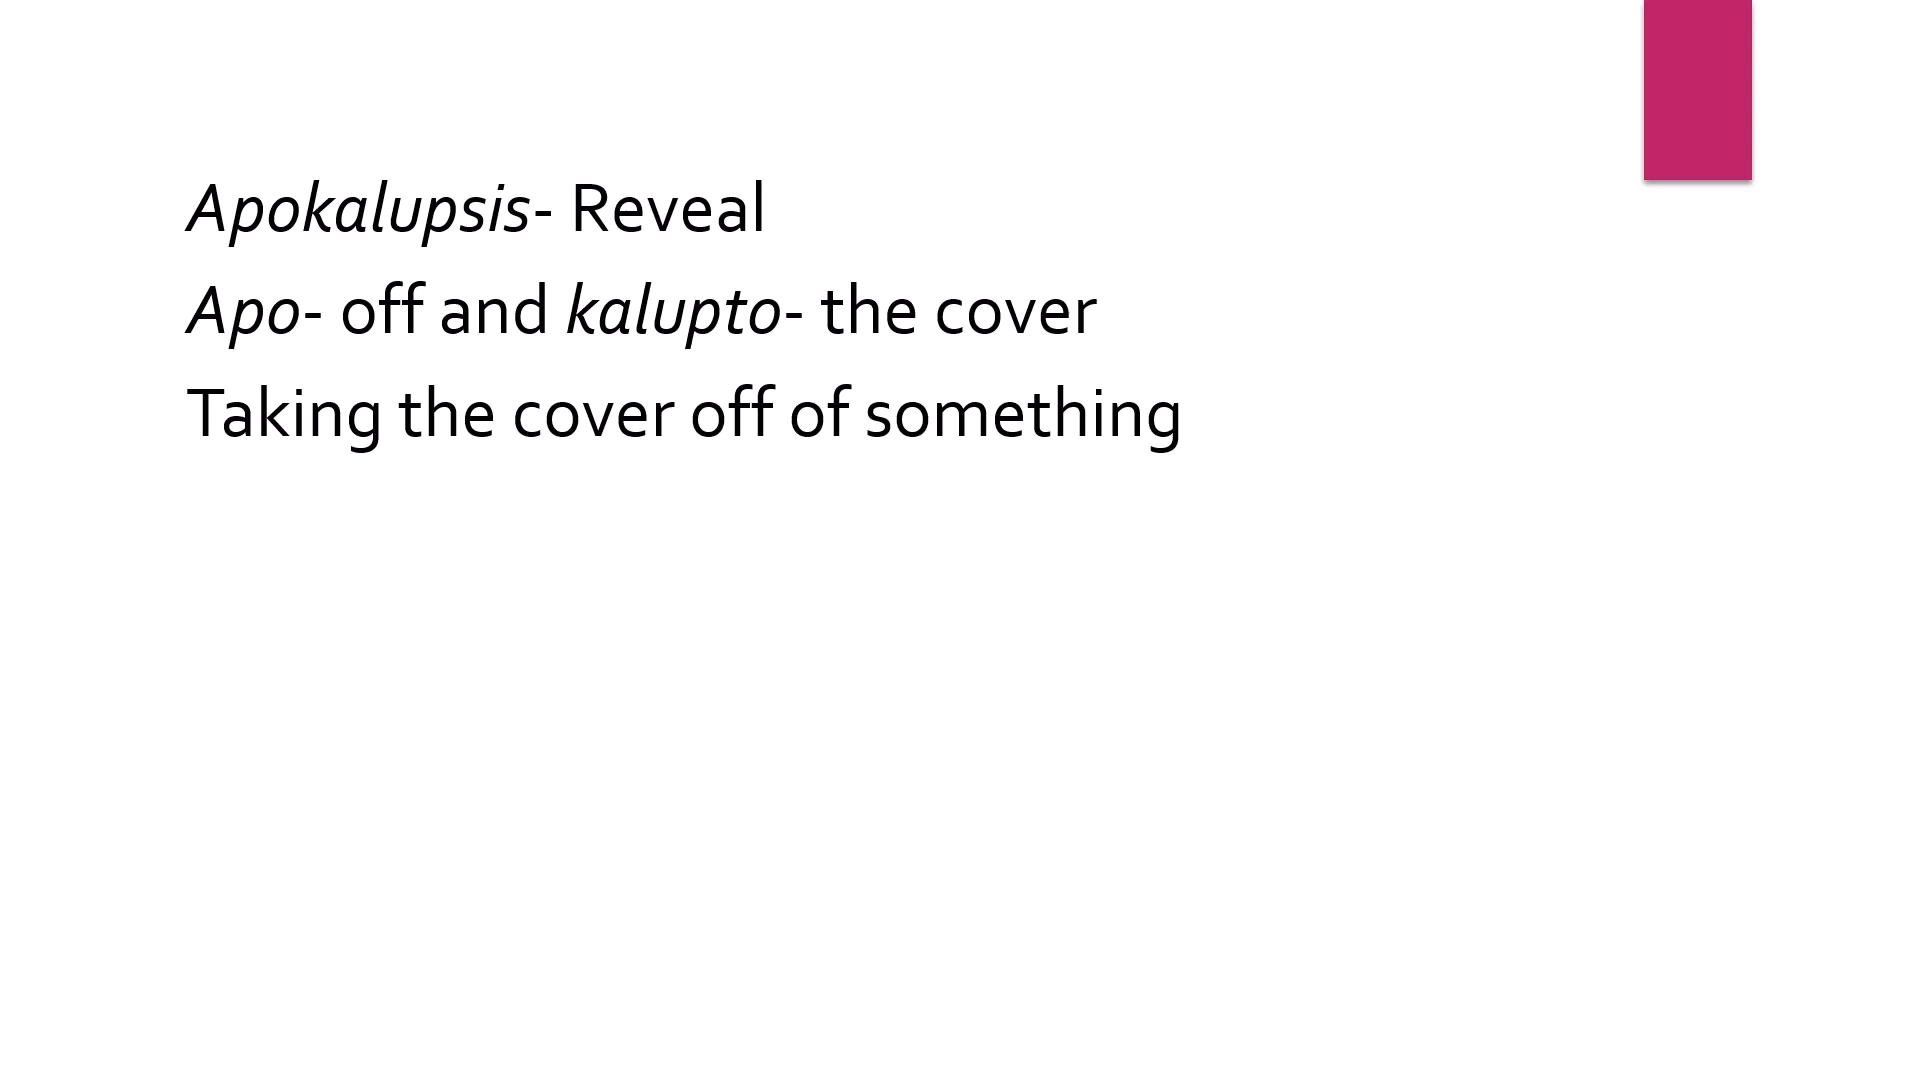 Apokalupsis- Reveal
Apo- off and kalupto- the cover
Taking the cover off of something